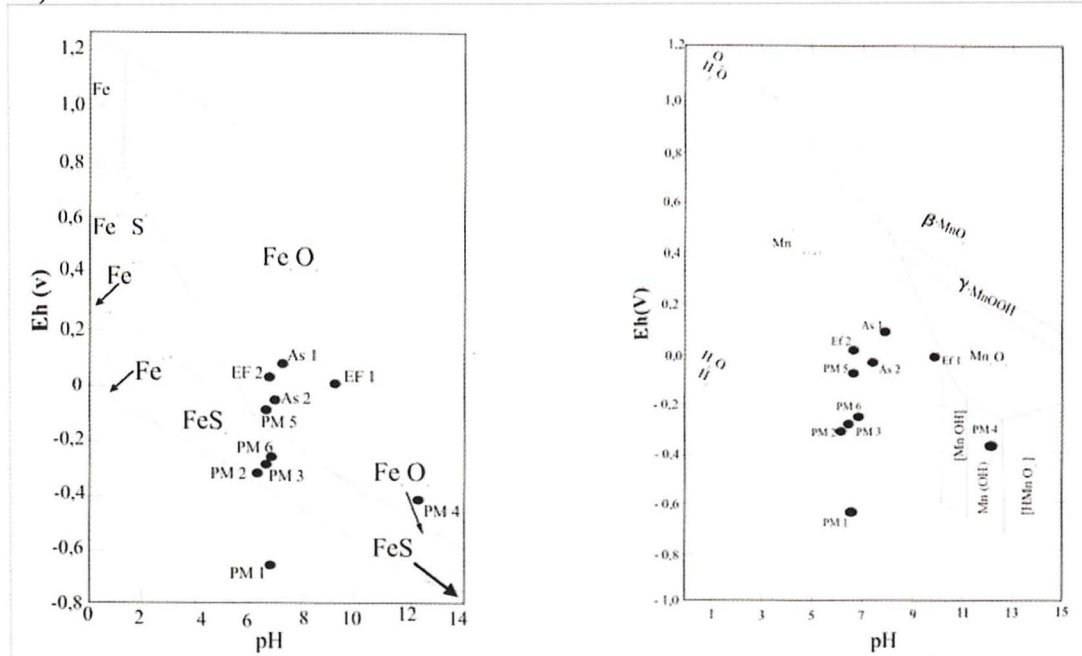 1,2
1,0
0,8
0,6
0,4
0,2
0
-0,2
-0,4
-0,6
-0,8
Eh (v)
Fe
Fe S
Fe
Fe
Fe O
As 1
EF 2
EF 1
As 2
PM 5
FeS
PM 6
PM 2
PM 3
Fe O
PM 4
FeS
PM 1
0 2 4 6 8 10 12 14
pH
1,2
1,0
0,8
0,6
0,4
0,2
0,0
- 0,2
- 0,4
- 0,6
- 0,8
- 1,0
Eh(V)
O
H O
β-MnO
Mn
γ-MnOOH
As 1
Ef 2
Ef 1
Mn O
H O
H
PM 5
As 2
PM 6
PM 2
PM 3
[Mn OH]
PM 4
Mn (OH)
[HMn O ]
PM 1
1 3 5 7 9 11 13 15
pH